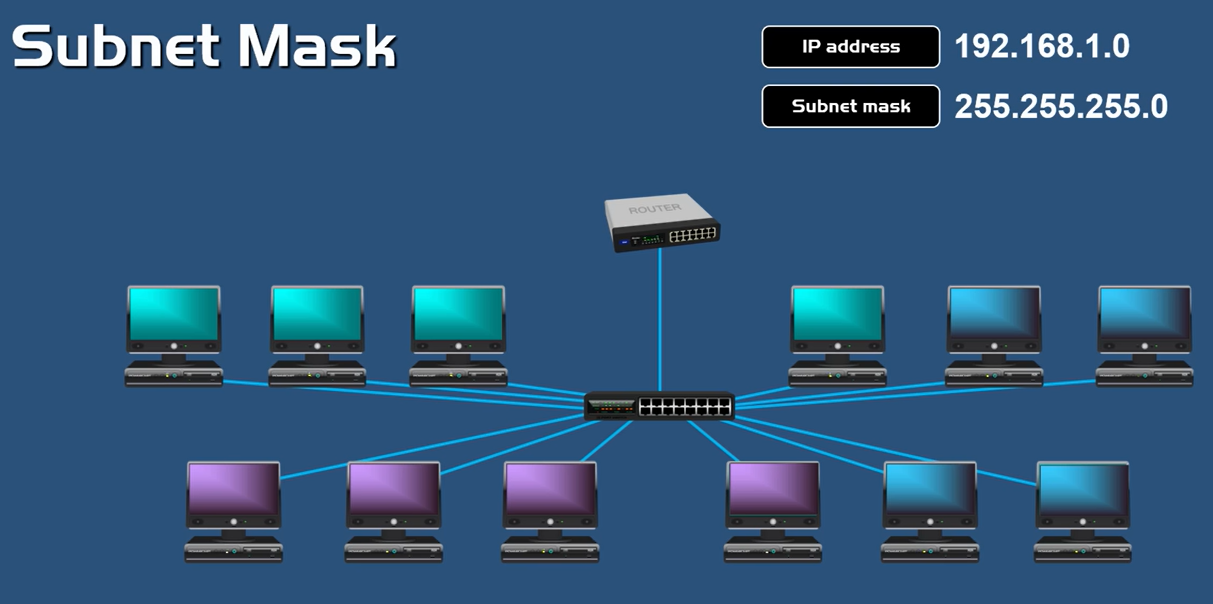 Subnet Mask
IP address 192.168.1.0
Subnet mask 255.255.255.0
ROUTER